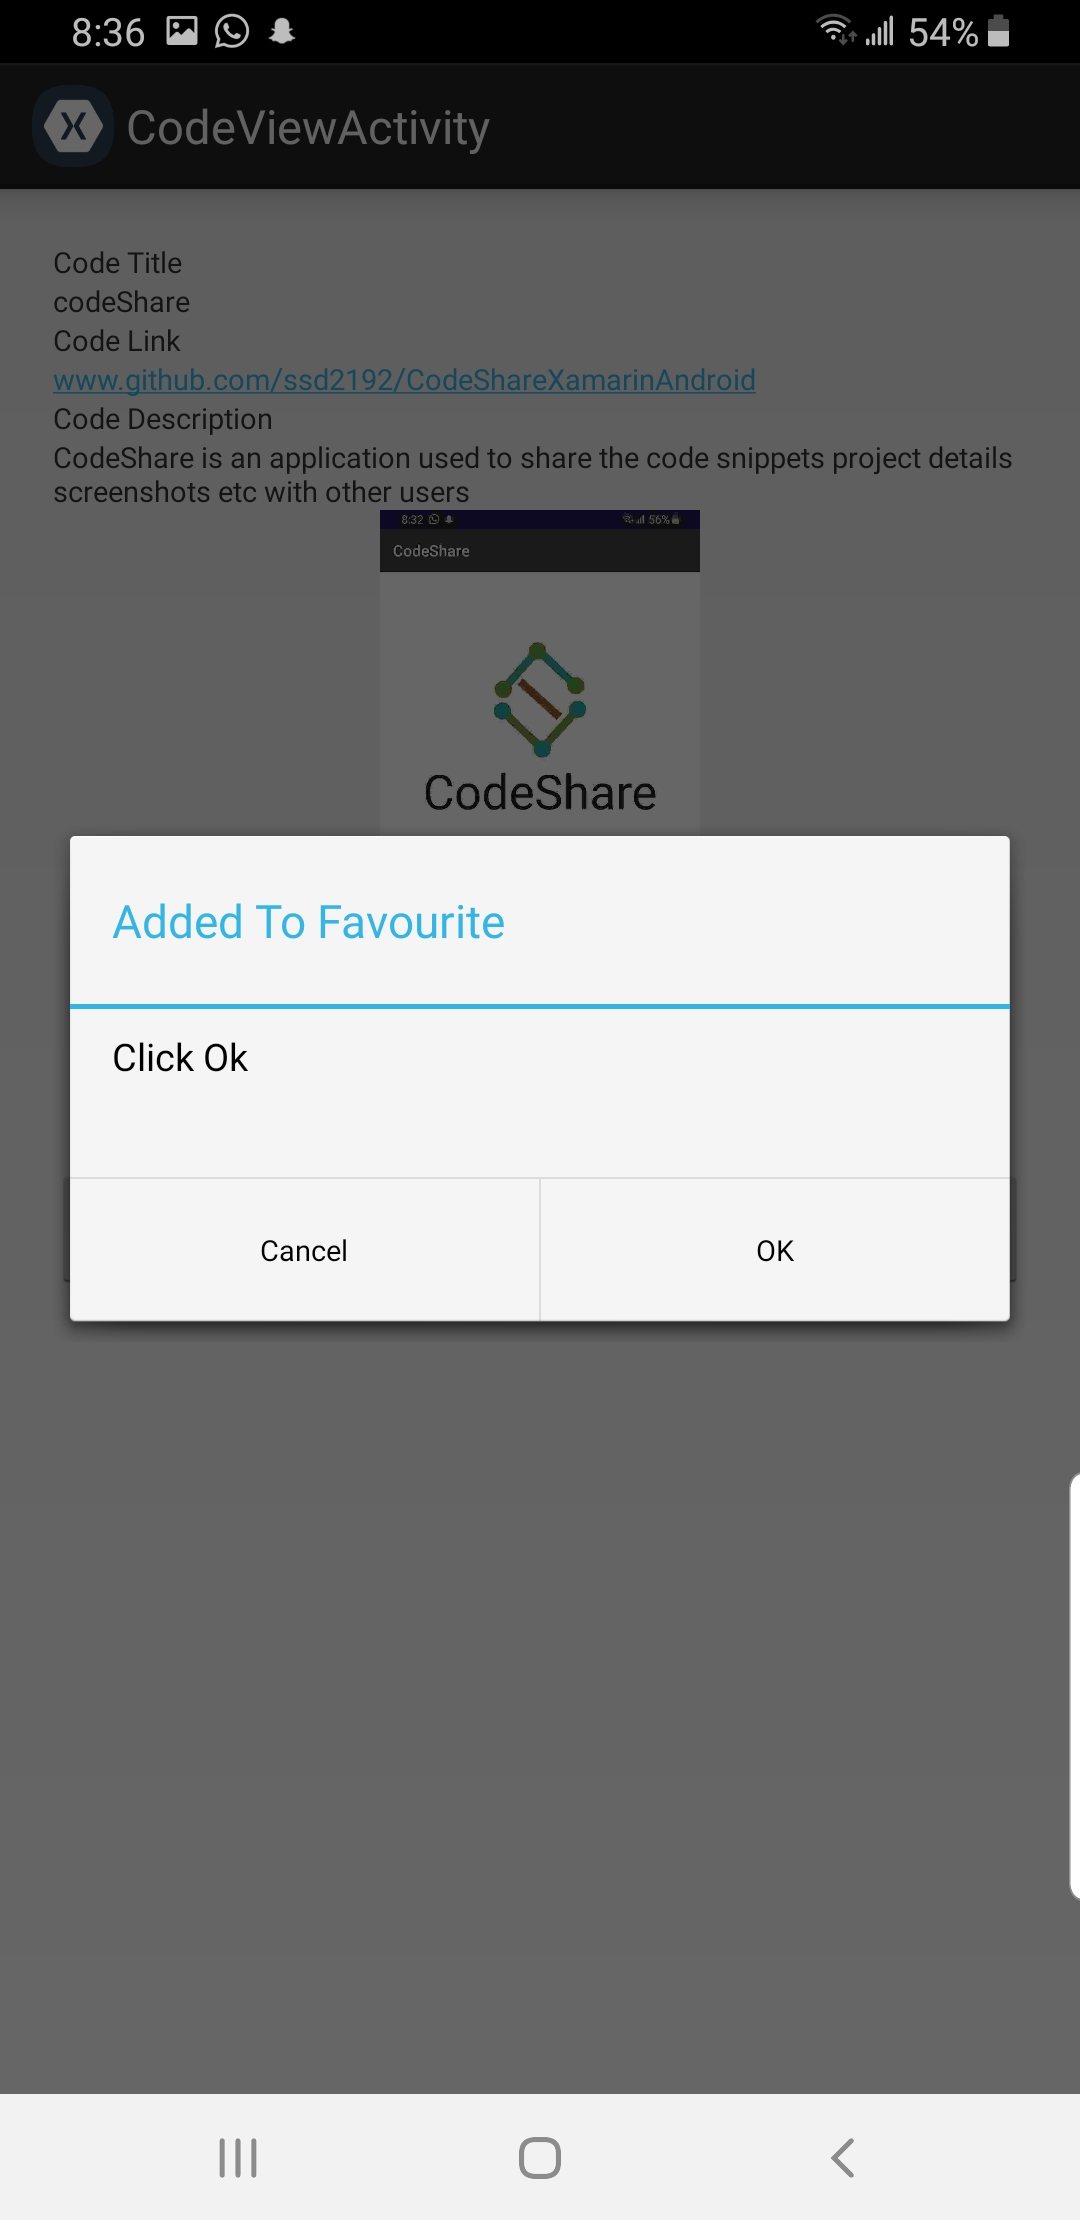 8:36 54%
CodeViewActivity
Code Title
codeShare
Code Link
www.github.com/ssd2192/CodeShareXamarinAndroid
Code Description
CodeShare is an application used to share the code snippets project details
screenshots etc with other users
8:32 56%
CodeShare
CodeShare
Added To Favourite
Click Ok
Cancel OK